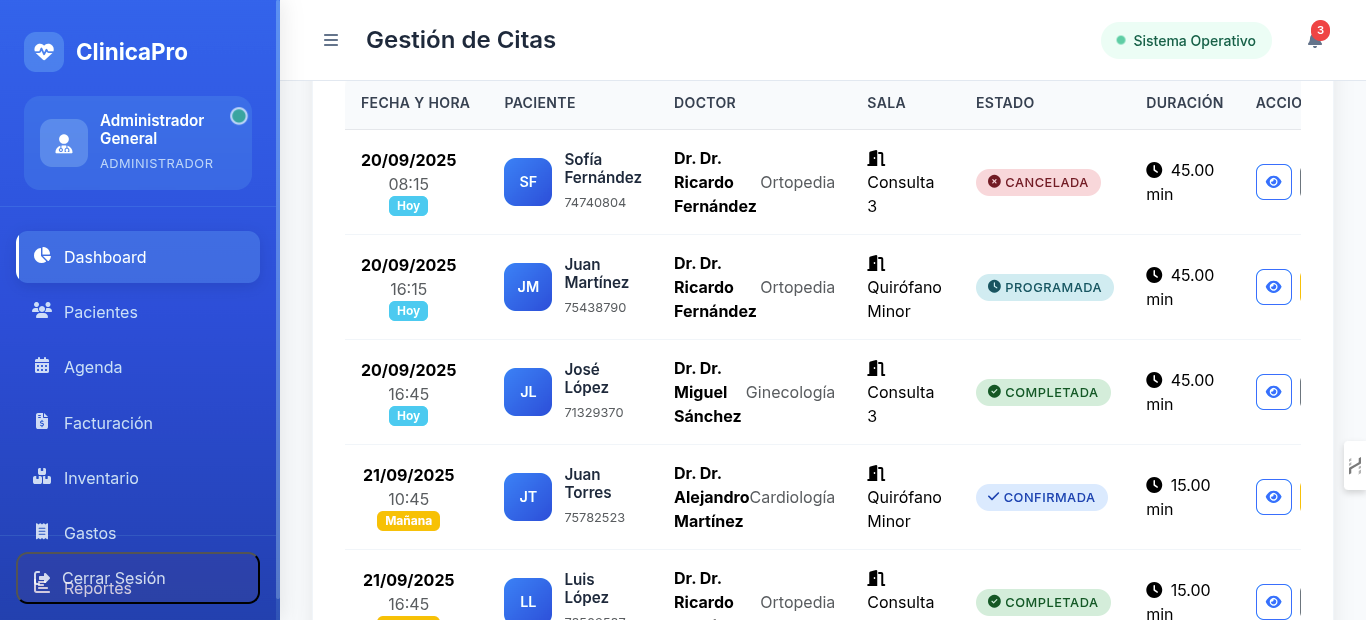 ClinicaPro
Administrador
General
ADMINISTRADOR
Dashboard
Pacientes
Agenda
Facturación
Inventario
Gastos
Cerrar Sesión
Reportes
Gestión de Citas
Sistema Operativo
3
FECHA Y HORA PACIENTE DOCTOR SALA ESTADO DURACIÓN ACCIO
20/09/2025
08:15
Hoy
SF
Sofía
Fernández
74740804
Dr. Dr.
Ricardo
Fernández
Ortopedia
Consulta
3
CANCELADA
45.00
min
20/09/2025
16:15
Hoy
JM
Juan
Martínez
75438790
Dr. Dr.
Ricardo
Fernández
Ortopedia
Quirófano
Minor
PROGRAMADA
45.00
min
20/09/2025
16:45
Hoy
JL
José
López
71329370
Dr. Dr.
Miguel
Sánchez
Ginecología
Consulta
3
COMPLETADA
45.00
min
21/09/2025
10:45
Mañana
JT
Juan
Torres
75782523
Dr. Dr.
Alejandro
Martínez
Cardiología
Quirófano
Minor
CONFIRMADA
15.00
min
21/09/2025
16:45
LL
Luis
López
Dr. Dr.
Ricardo
Ortopedia
Consulta
COMPLETADA
15.00
min